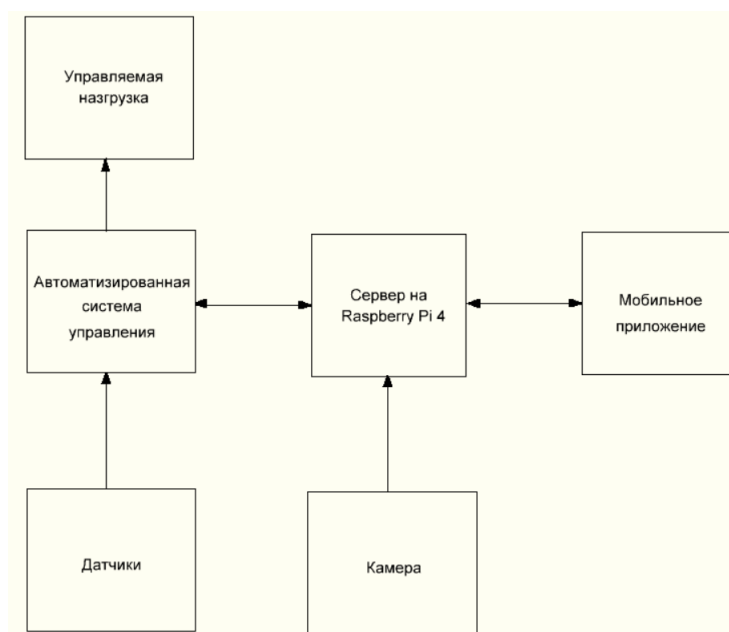 Управляемая
назгрузка
Автоматизированная
система
управления
Сервер на
Raspberry Pi 4
Мобильное
приложение
Датчики
Камера